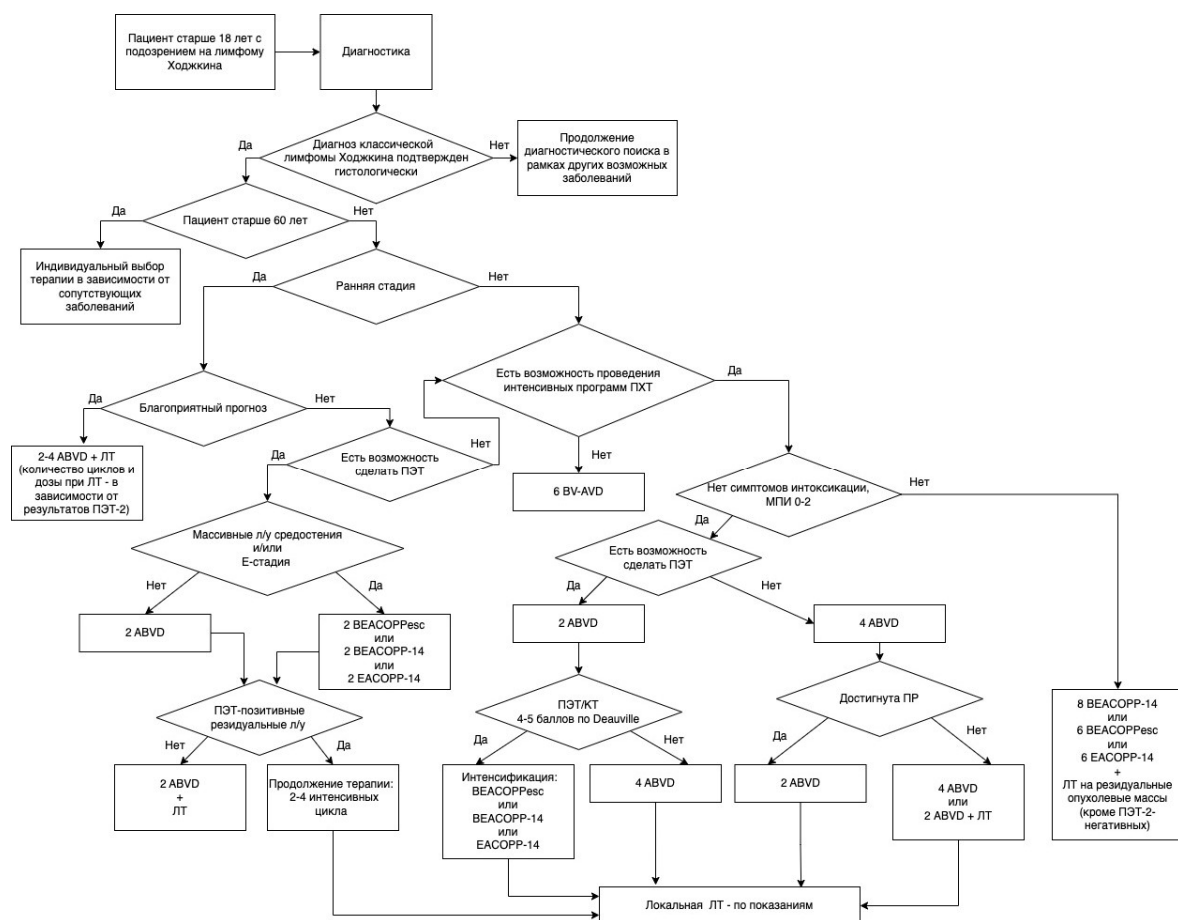 Пациент старше 18 лет с
подозрением на лимфому
Ходжкина
Диагностика
Диагноз классической
лимфомы Ходжкина подтвержден
гистологически
Да
Нет
Продолжение
диагностического поиска в
рамках других возможных
заболеваний
Пациент старше 60 лет
Да
Нет
Индивидуальный выбор
терапии в зависимости от
сопутствующих
заболеваний
Ранняя стадия
Да
Нет
Есть возможность проведения
интенсивных программ ПХТ
Да
Нет
Благоприятный прогноз
Да
Нет
2-4 ABVD + ЛТ
(количество циклов и
дозы при ЛТ - в
зависимости от
результатов ПЭТ-2)
Есть возможность
сделать ПЭТ
Да
Нет
6 BV-AVD
Нет симптомов интоксикации,
МПИ 0-2
Да
Нет
Массивные л/у средостения
и/или
Е-стадия
Нет
Да
Есть возможность
сделать ПЭТ
Да
Нет
2 ABVD
2 BEACOPPesc
или
2 BEACOPP-14
или
2 EACOPP-14
2 ABVD
4 ABVD
ПЭТ-позитивные
резидуальные л/у
Нет
Да
ПЭТ/КТ
4-5 баллов по Deauville
Да
Нет
Достигнута ПР
Да
Нет
8 BEACOPP-14
или
6 BEACOPPesc
или
6 EACOPP-14
+
ЛТ на резидуальные
опухолевые массы
(кроме ПЭТ-2-
негативных)
2 ABVD
+
ЛТ
Продолжение терапии:
2-4 интенсивных
цикла
Интенсификация:
BEACOPPesc
или
BEACOPP-14
или
EACOPP-14
4 ABVD
2 ABVD
4 ABVD
или
2 ABVD + ЛТ
Локальная ЛТ - по показаниям